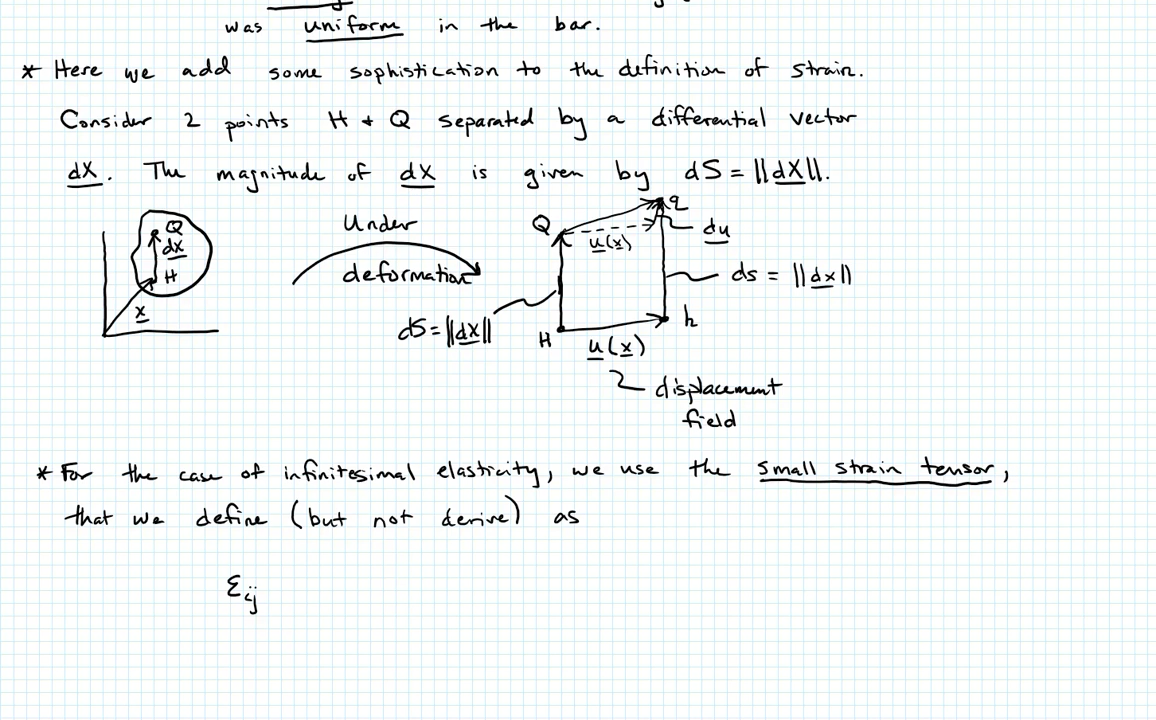 was uniform in the bar.
* Here we add some sophistication to the definition of strain.
Consider 2 points H + Q separated by a differential vector
dX. The magnitude of dX is given by dS = ||dX||.
Q
dX
H
x
Under
deformation
dS = ||dX||
Q
q
u(x)
du
ds = ||dx||
H
h
u(x)
displacement
field
* For the case of infinitesimal elasticity, we use the small strain tensor,
that we define (but not derive) as
εij